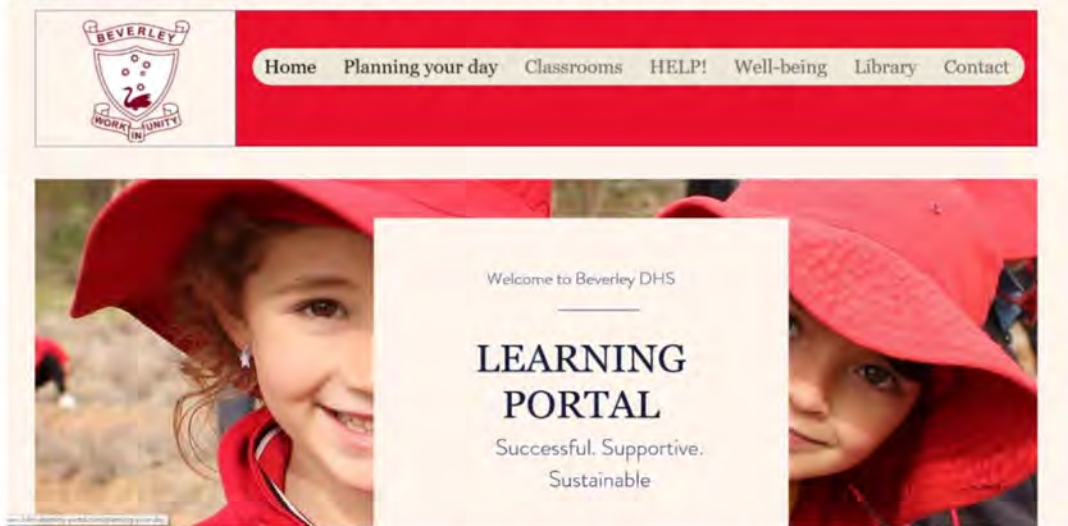 BEVERLEY
WORK IN UNITY
Home Planning your day Classrooms HELP! Well-being Library Contact
Welcome to Beverley DHS
LEARNING
PORTAL
Successful. Supportive.
Sustainable